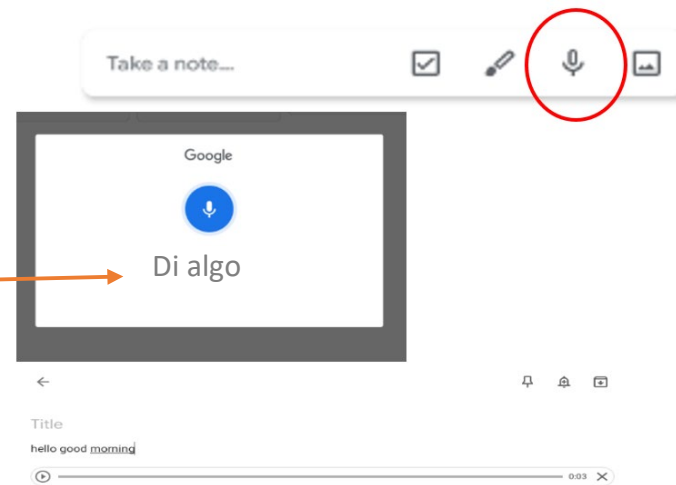 Take a note....
Google
Di algo
Title
hello good morning
0:03